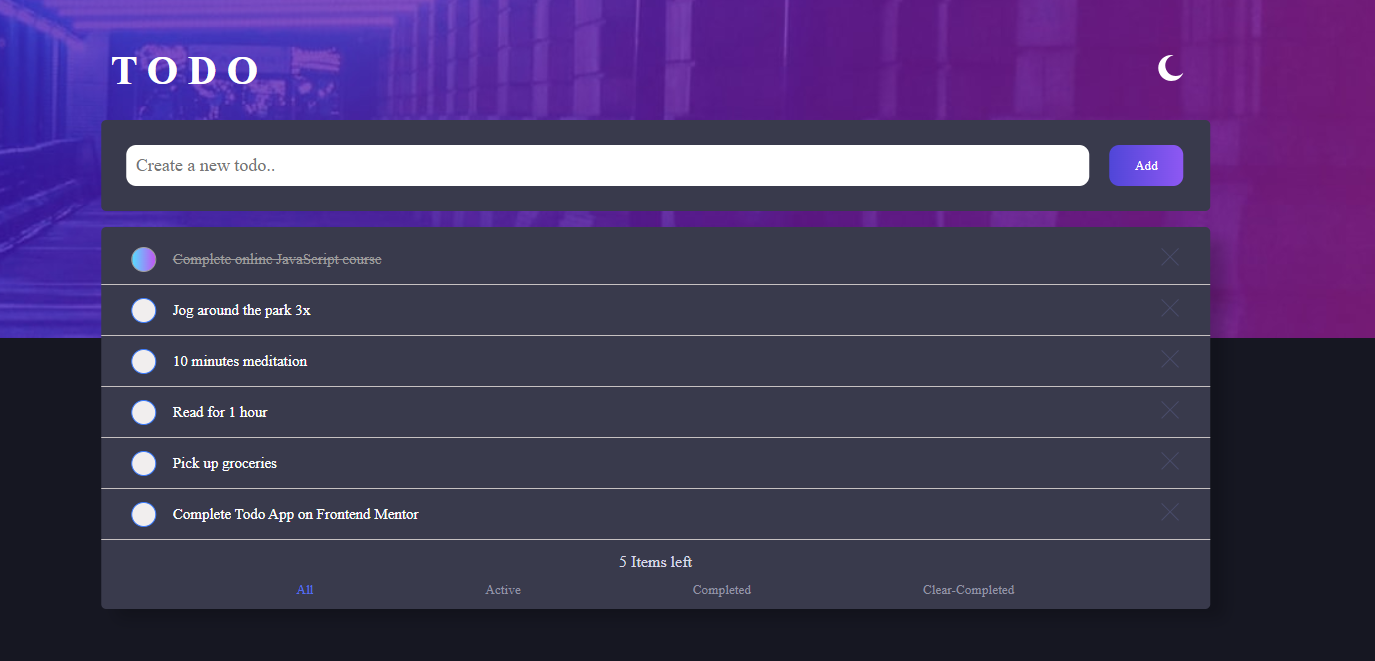 TODO
Create a new todo..
Add
Complete online JavaScript course
Jog around the park 3x
10 minutes meditation
Read for 1 hour
Pick up groceries
Complete Todo App on Frontend Mentor
5 Items left
All Active Completed Clear-Completed